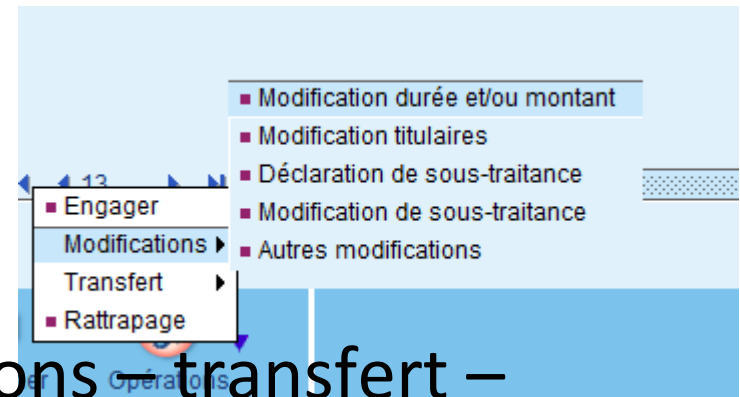 Modification durée et/ou montant
Modification titulaires
Déclaration de sous-traitance
Modification de sous-traitance
Autres modifications
13
Engager
Modifications
Transfert
Rattrapage
er Opérations
ons – transfert –